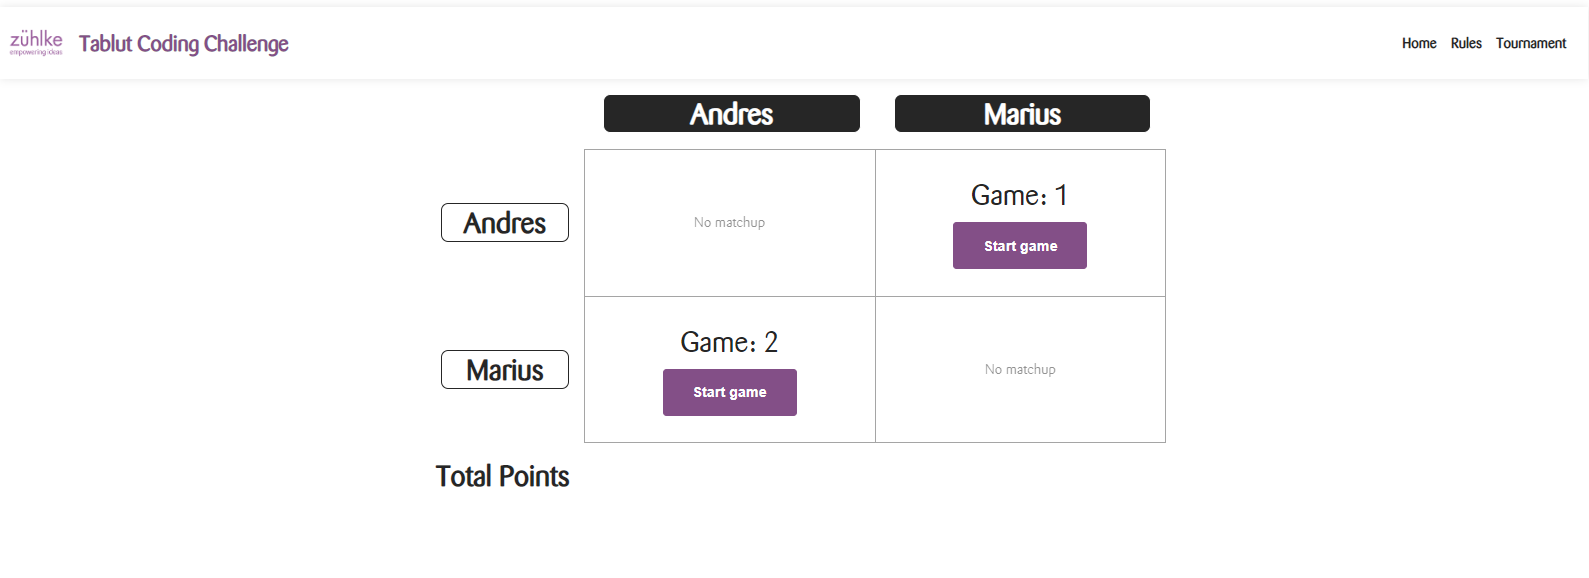 zühlke
empowering ideas
Tablut Coding Challenge
Home Rules Tournament
Andres Marius
Andres
No matchup
Game: 1
Start game
Marius
Game: 2
Start game
No matchup
Total Points